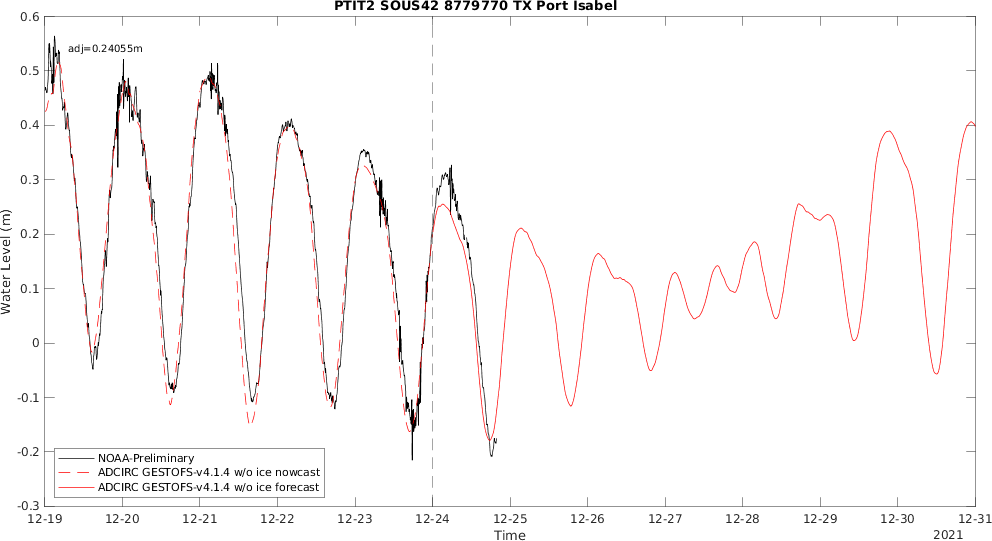 PTIT2 SOUS42 8779770 TX Port Isabel
adj=0.24055m
0.6
0.5
0.4
0.3
0.2
0.1
0
-0.1
-0.2
-0.3
Water Level (m)
NOAA-Preliminary
ADCIRC GESTOFS-v4.1.4 w/o ice nowcast
ADCIRC GESTOFS-v4.1.4 w/o ice forecast
12-19 12-20 12-21 12-22 12-23 12-24 12-25 12-26 12-27 12-28 12-29 12-30 12-31
Time
2021